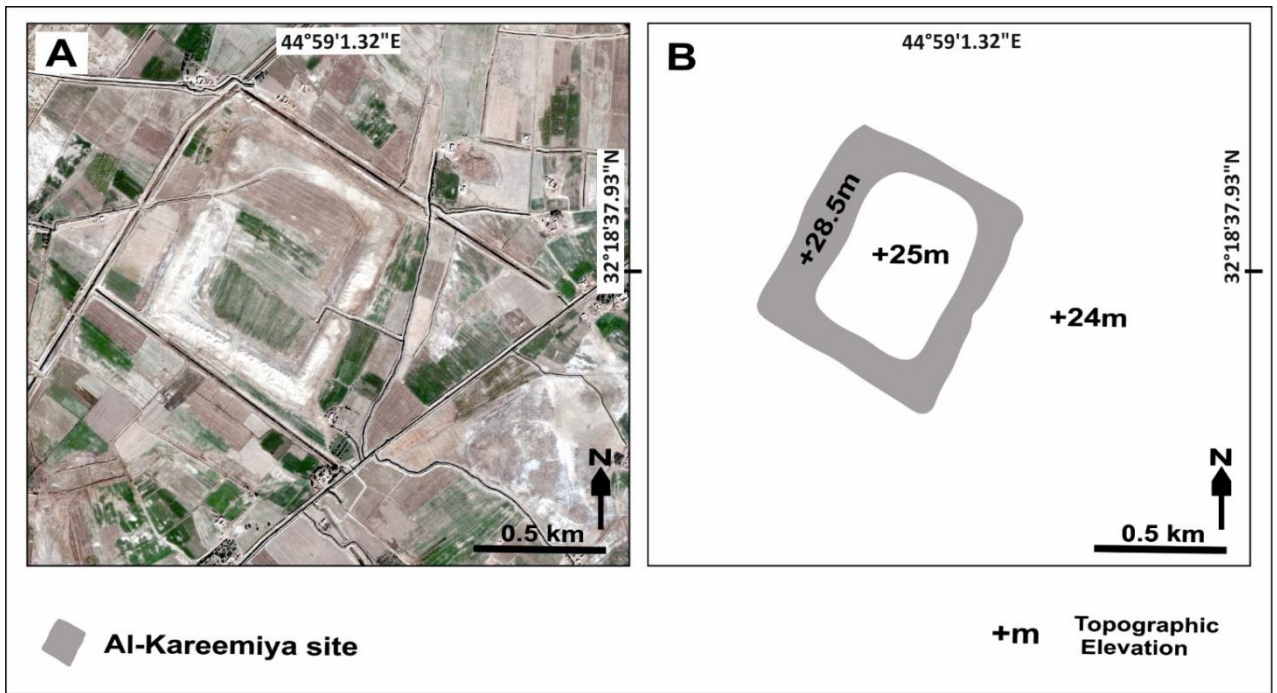 A
44°59'1.32"E
32°18'37.93"N
N
0.5 km
B
44°59'1.32"E
+28.5m
+25m
+24m
32°18'37.93"N
N
0.5 km
Al-Kareemiya site
+m
Topographic
Elevation